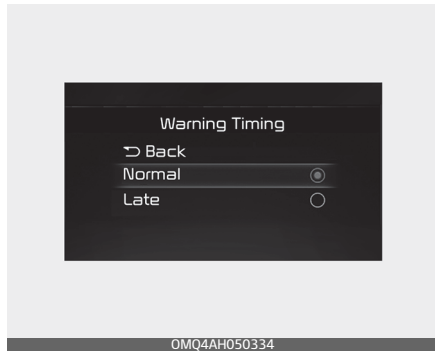 Warning Timing
Back
Normal
Late
OMQ4AH050334